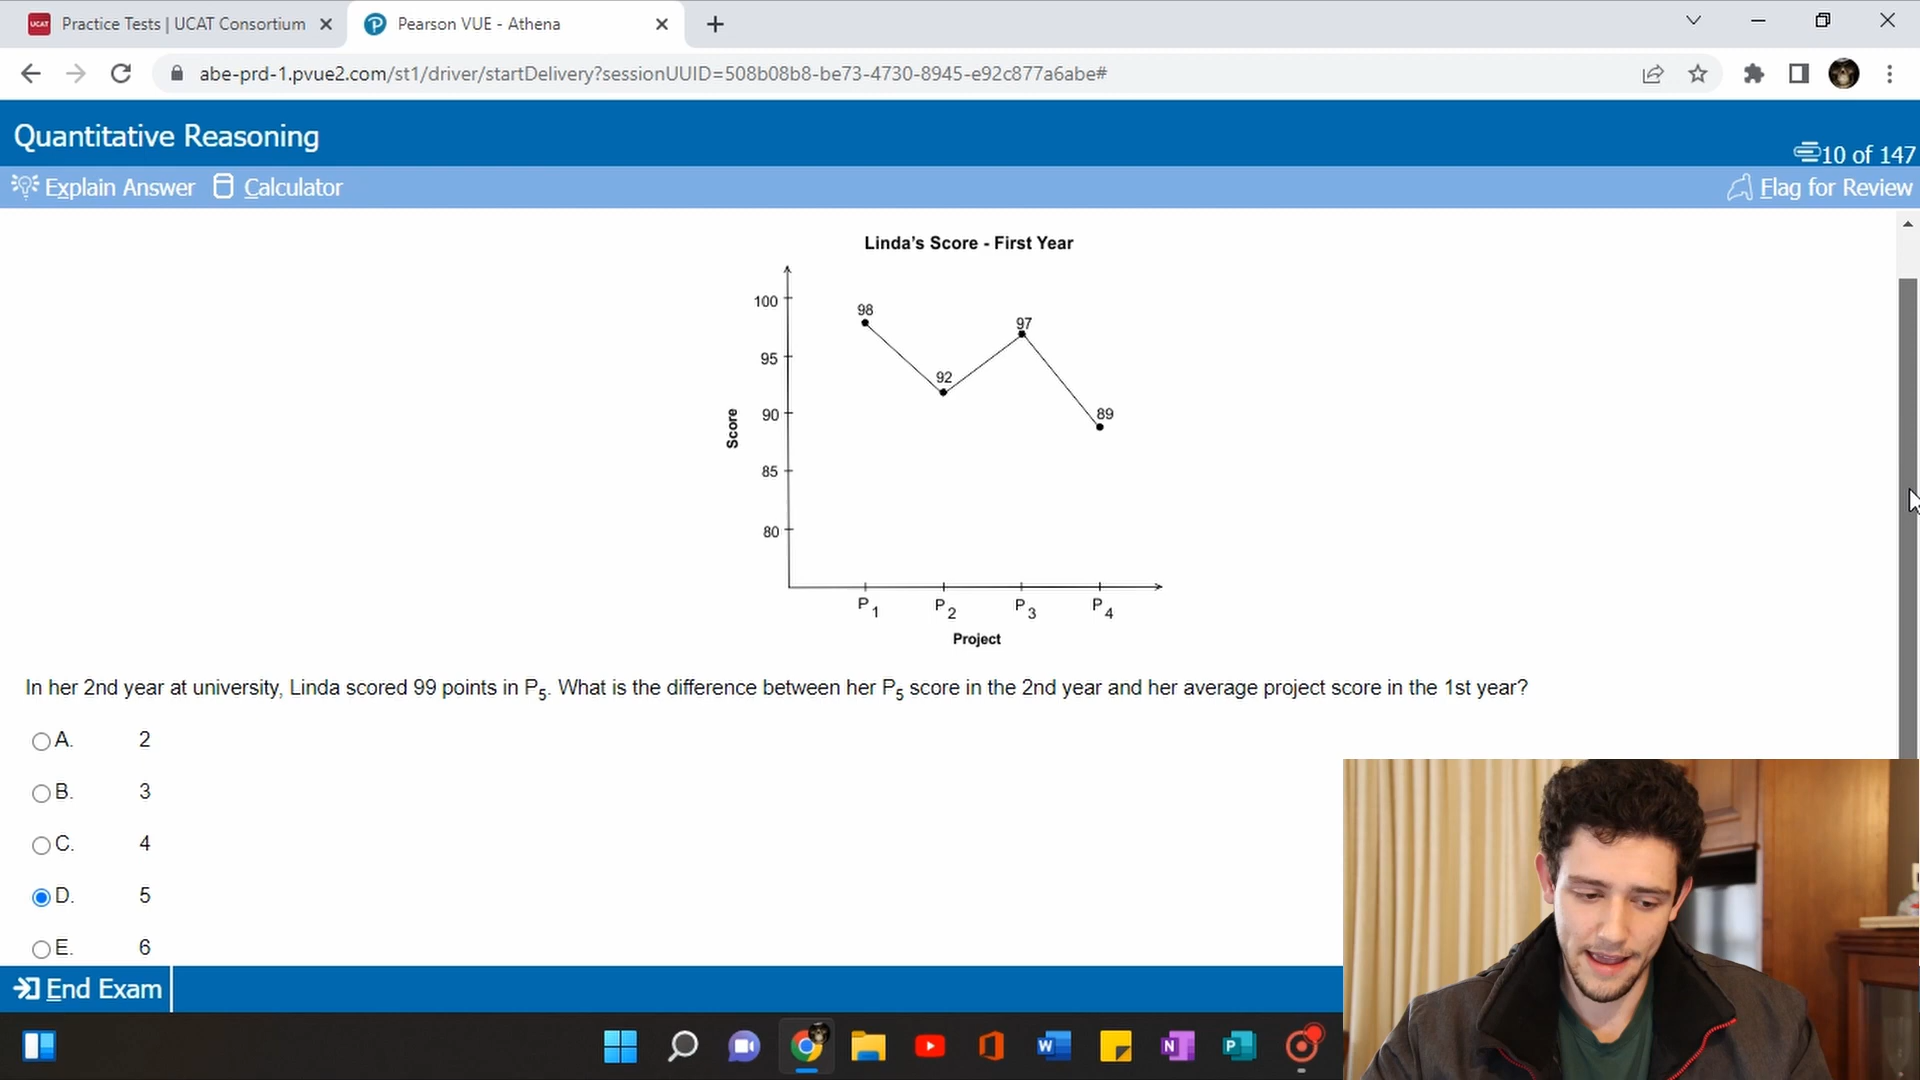 Practice Tests | UCAT Consortium
Pearson VUE - Athena
abe-prd-1.pvue2.com/st1/driver/startDelivery?sessionUUID=508b08b8-be73-4730-8945-e92c877a6abe#
Quantitative Reasoning
10 of 147
Explain Answer
Calculator
Flag for Review
Linda's Score - First Year
100
95
90
85
80
Score
98
92
97
89
P1
P2
P3
P4
Project
In her 2nd year at university, Linda scored 99 points in P5. What is the difference between her P5 score in the 2nd year and her average project score in the 1st year?
A. 2
B. 3
C. 4
D. 5
E. 6
End Exam